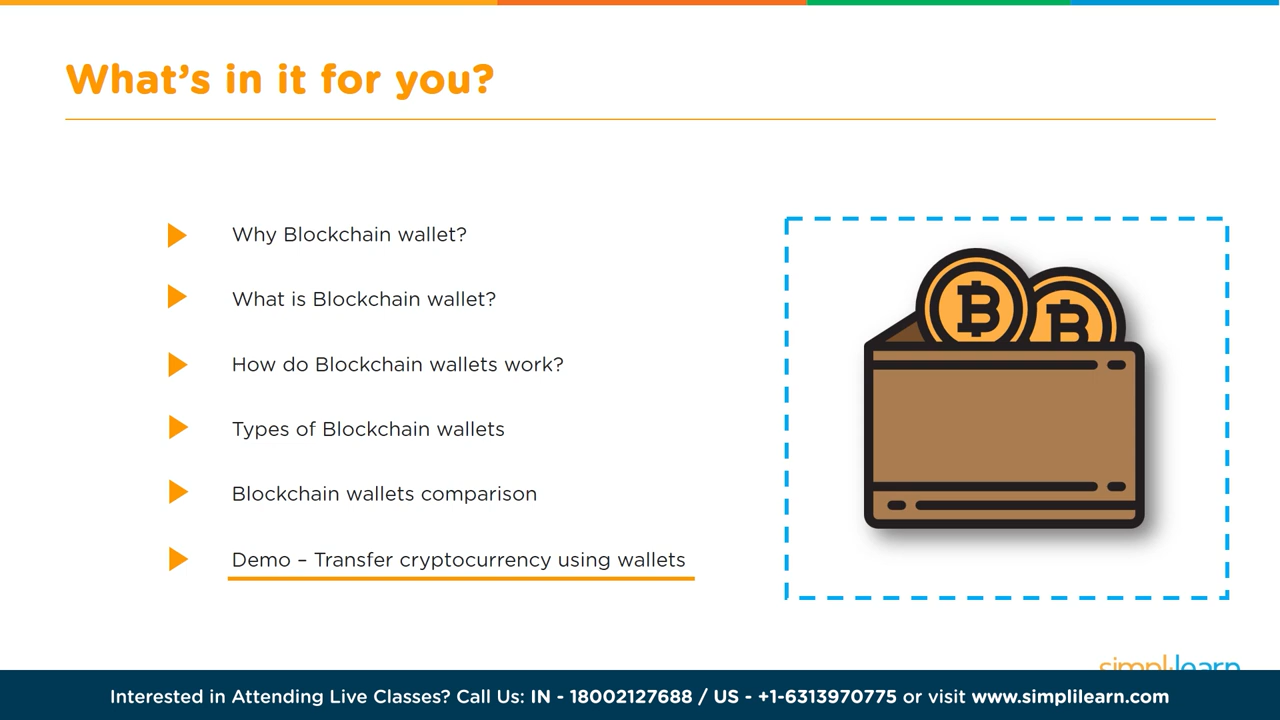 What's in it for you?
Why Blockchain wallet?
What is Blockchain wallet?
How do Blockchain wallets work?
Types of Blockchain wallets
Blockchain wallets comparison
Demo – Transfer cryptocurrency using wallets
simplilearn
Interested in Attending Live Classes? Call Us: IN - 18002127688 / US - +1-6313970775 or visit www.simplilearn.com